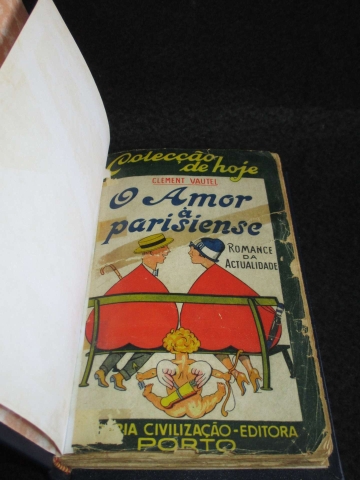 Colecção
de hoje
CLEMENT VAUTEL
O Amor
à
parisiense
ROMANCE
DA
ACTUALIDADE
CIVILIZAÇÃO-EDITORA
PORTO